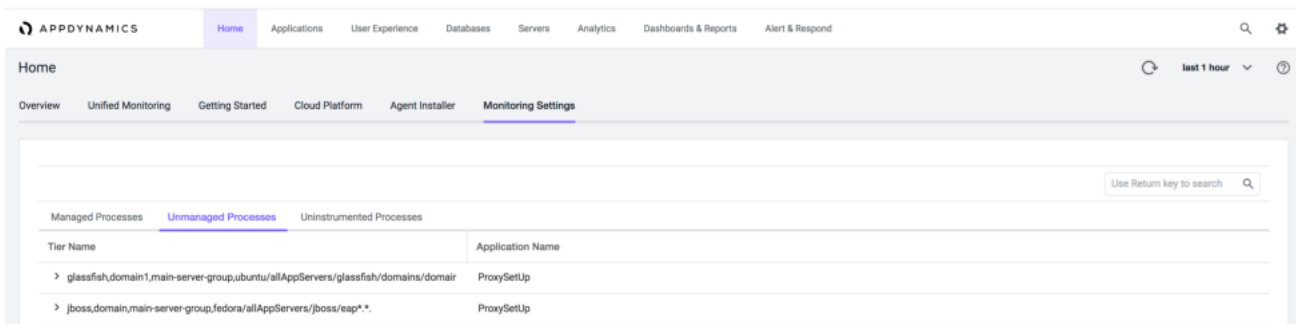 APPDYNAMICS Home Applications User Experience Databases Servers Analytics Dashboards & Reports Alert & Respond
Home last 1 hour
Overview Unified Monitoring Getting Started Cloud Platform Agent Installer Monitoring Settings
Use Return key to search
Managed Processes Unmanaged Processes Uninstrumented Processes
Tier Name Application Name
glassfish,domain1,main-server-group,ubuntu/allAppServers/glassfish/domains/domair ProxySetUp
jboss,domain,main-server-group,fedora/allAppServers/jboss/eap*.*. ProxySetUp